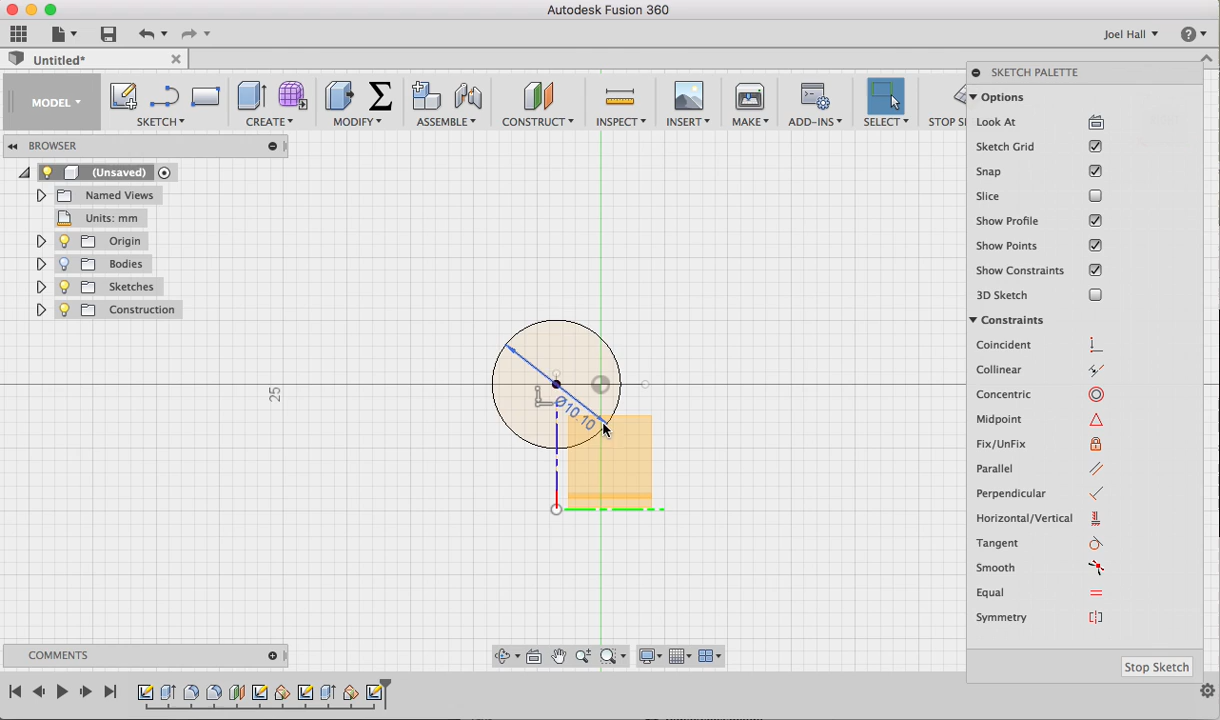 Autodesk Fusion 360
Joel Hall
Untitled*
MODEL
SKETCH
CREATE
MODIFY
ASSEMBLE
CONSTRUCT
INSPECT
INSERT
MAKE
ADD-INS
SELECT
BROWSER
(Unsaved)
Named Views
Units: mm
Origin
Bodies
Sketches
Construction
25
Ø10.10
SKETCH PALETTE
Options
Look At
Sketch Grid
Snap
Slice
Show Profile
Show Points
Show Constraints
3D Sketch
Constraints
Coincident
Collinear
Concentric
Midpoint
Fix/UnFix
Parallel
Perpendicular
Horizontal/Vertical
Tangent
Smooth
Equal
Symmetry
Stop Sketch
COMMENTS